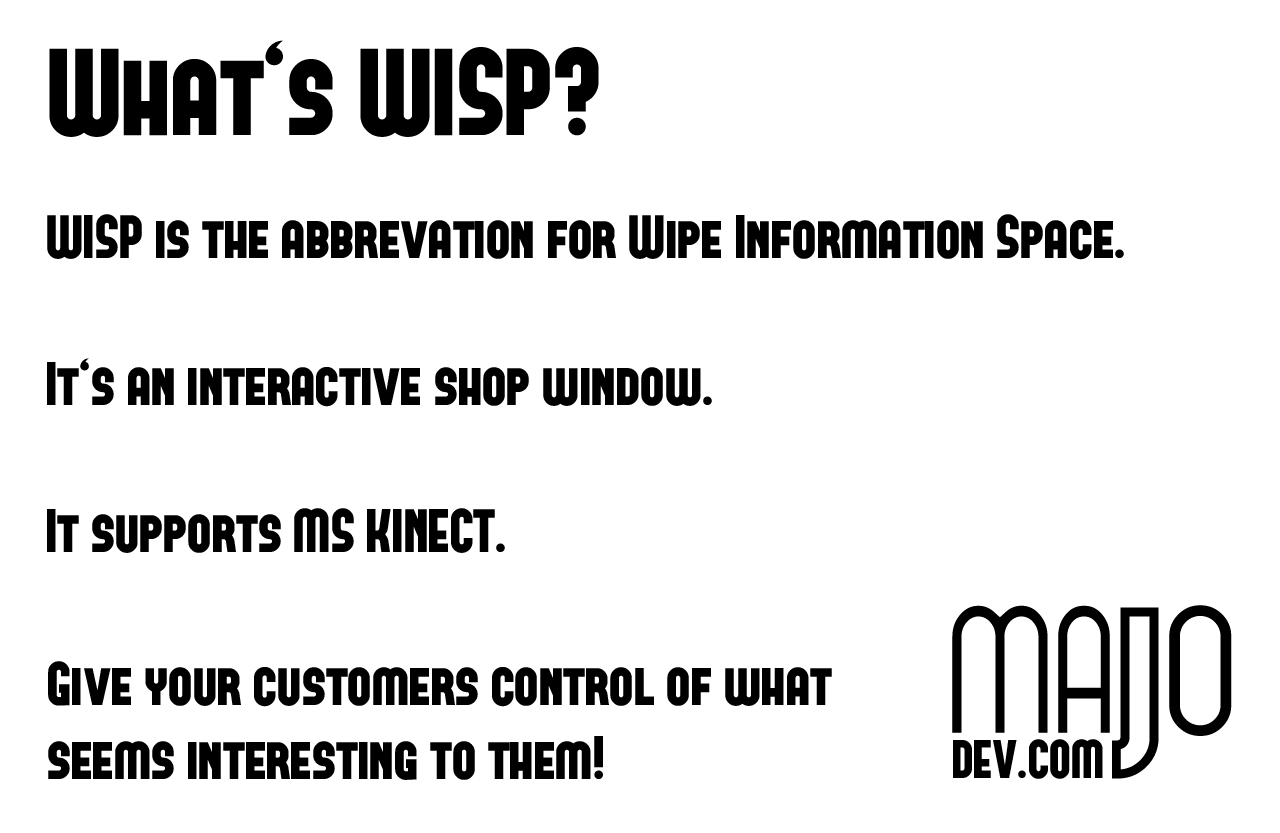 What‘s WISP?
WISP is the abbrevation for Wipe Information Space.
It‘s an interactive shop window.
It supports MS KINECT.
Give your customers control of what
seems interesting to them!
MAJO
DEV.COM